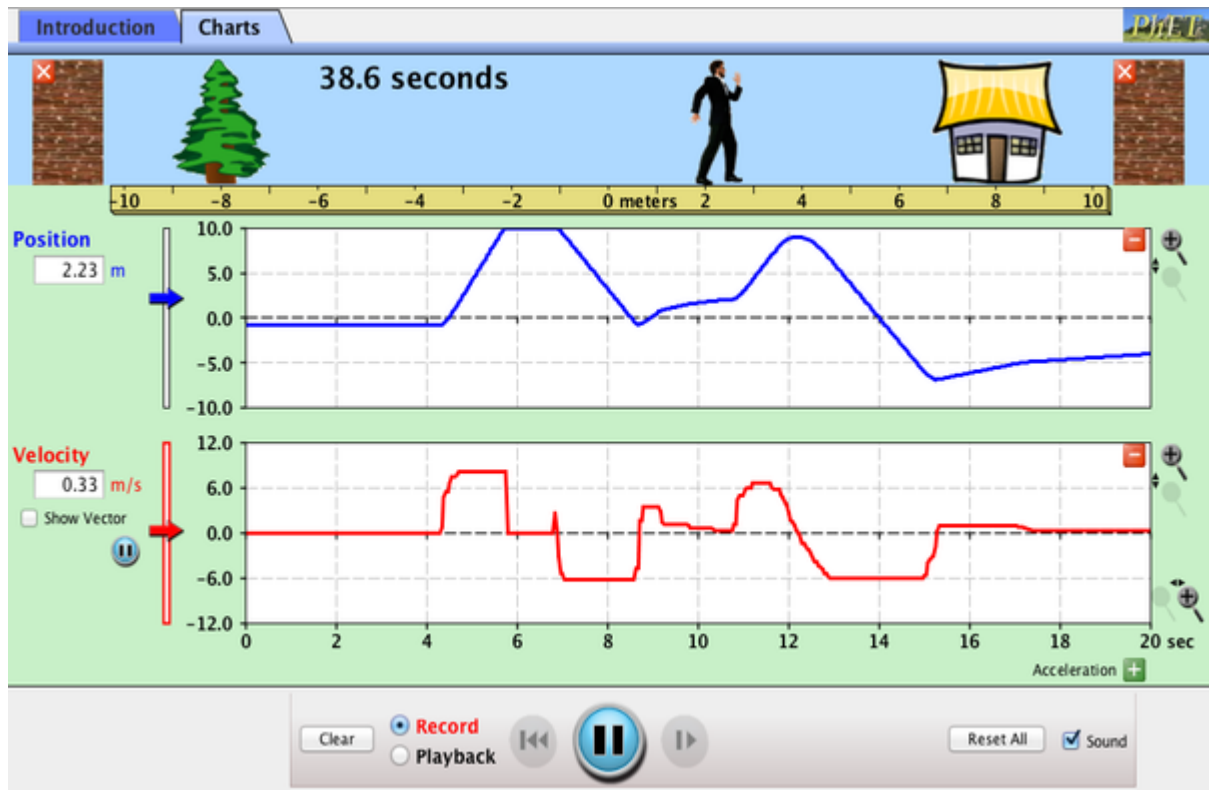 Introduction Charts PhET
38.6 seconds
-10 -8 -6 -4 -2 0 meters 2 4 6 8 10
Position
2.23 m
10.0
5.0
0.0
-5.0
-10.0
Velocity
0.33 m/s
Show Vector
12.0
6.0
0.0
-6.0
-12.0
0 2 4 6 8 10 12 14 16 18 20 sec
Acceleration
Clear
Record
Playback
Reset All
Sound